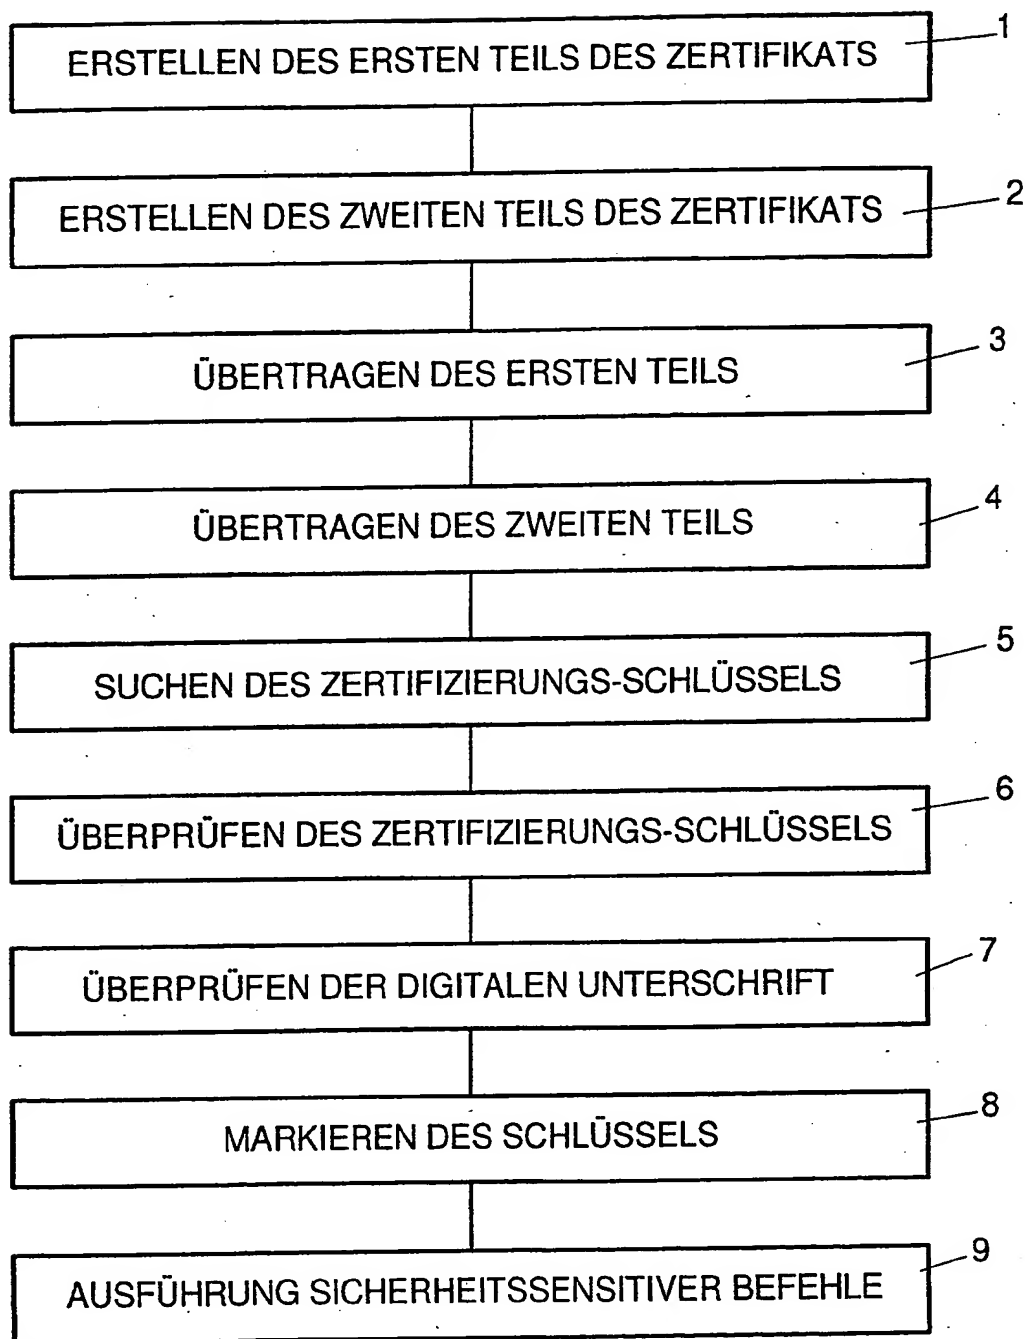 ERSTELLEN DES ERSTEN TEILS DES ZERTIFIKATS 1
ERSTELLEN DES ZWEITEN TEILS DES ZERTIFIKATS 2
ÜBERTRAGEN DES ERSTEN TEILS 3
ÜBERTRAGEN DES ZWEITEN TEILS 4
SUCHEN DES ZERTIFIZIERUNGS-SCHLÜSSELS 5
ÜBERPRÜFEN DES ZERTIFIZIERUNGS-SCHLÜSSELS 6
ÜBERPRÜFEN DER DIGITALEN UNTERSCHRIFT 7
MARKIEREN DES SCHLÜSSELS 8
AUSFÜHRUNG SICHERHEITSSENSITIVER BEFEHLE 9